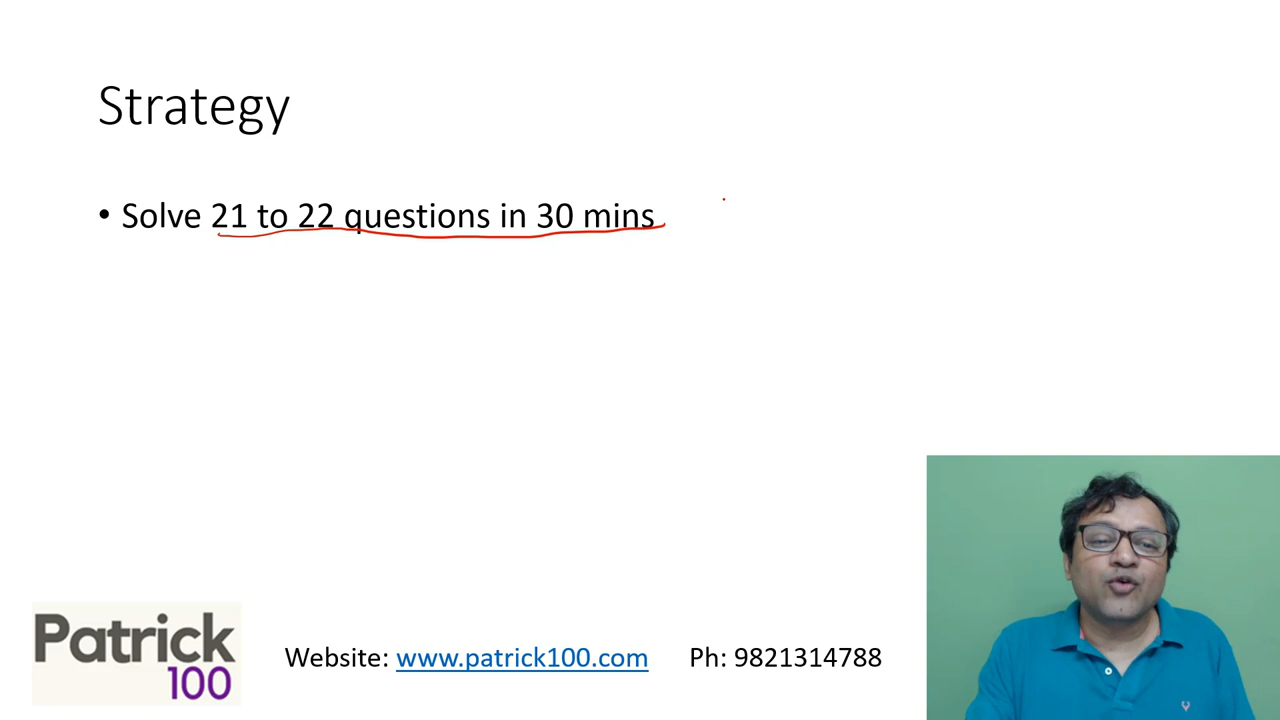 Strategy
• Solve 21 to 22 questions in 30 mins
Patrick
100
Website: www.patrick100.com Ph: 9821314788